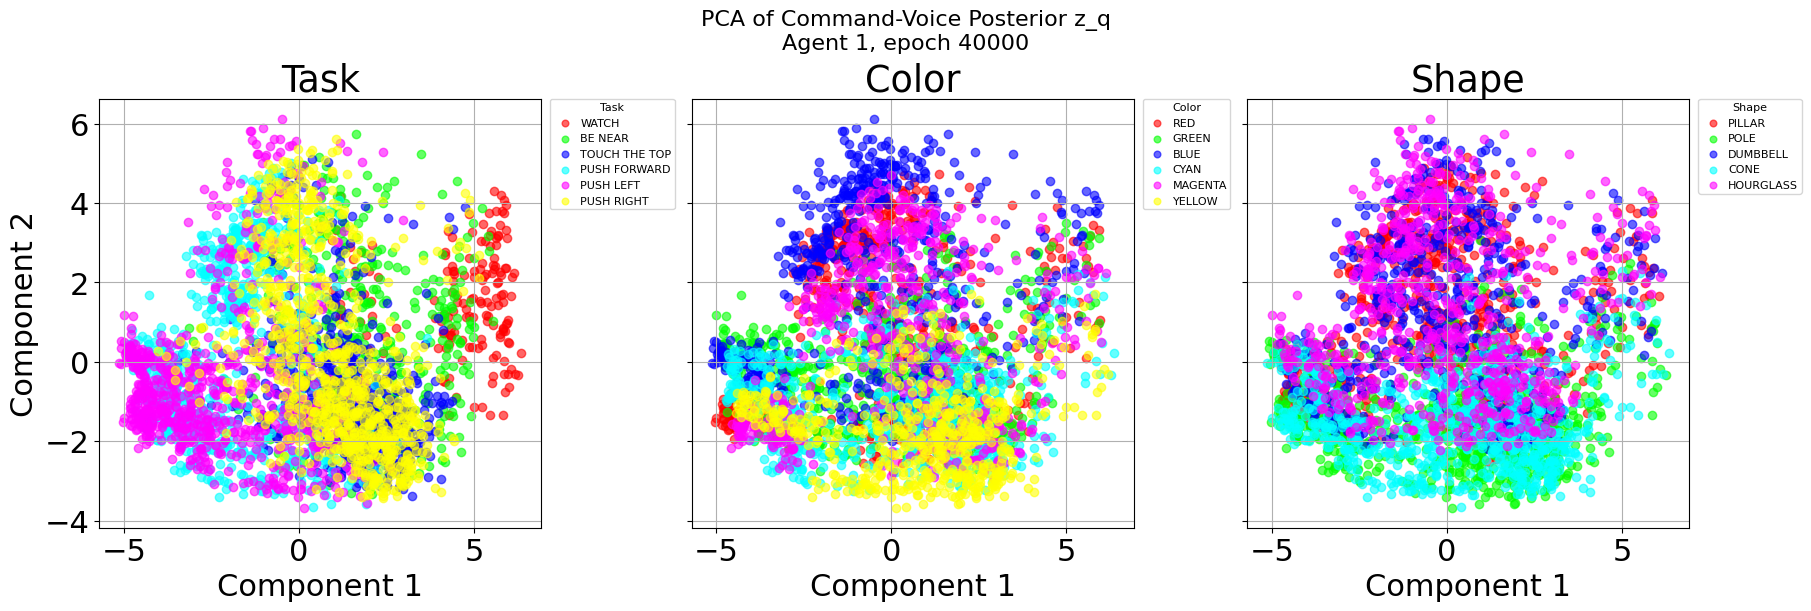 PCA of Command-Voice Posterior z_q
Agent 1, epoch 40000
Task
Color
Shape
Task
WATCH
BE NEAR
TOUCH THE TOP
PUSH FORWARD
PUSH LEFT
PUSH RIGHT
Color
RED
GREEN
BLUE
CYAN
MAGENTA
YELLOW
Shape
PILLAR
POLE
DUMBBELL
CONE
HOURGLASS
Component 2
6
4
2
0
−2
−4
−5 0 5
−5 0 5
−5 0 5
Component 1
Component 1
Component 1